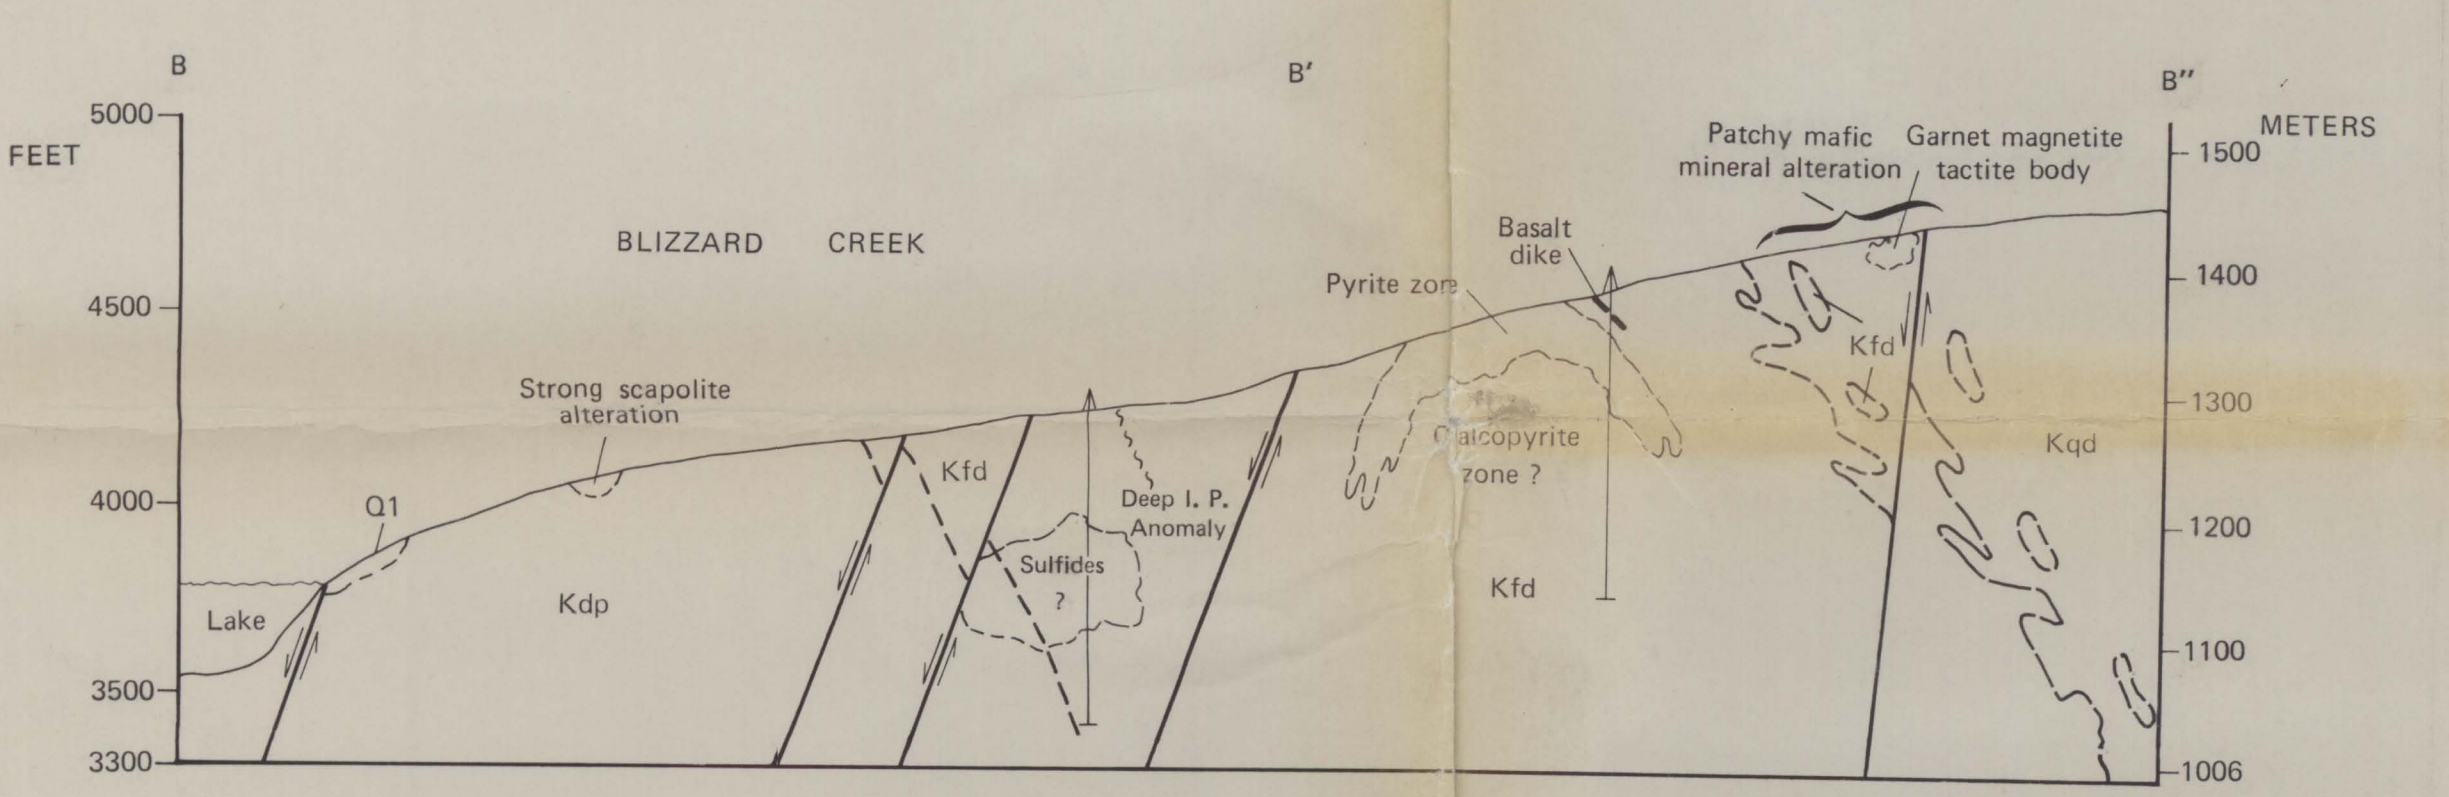 B
B′
B″
5000
FEET
METERS
1500
Patchy mafic
mineral alteration
Garnet magnetite
tactite body
BLIZZARD CREEK
Basalt
dike
Pyrite zone
1400
4500
Kfd
Strong scapolite
alteration
1300
Kfd
Chalcopyrite
zone ?
Kqd
4000
Q1
Deep I. P.
Anomaly
1200
Sulfides
?
Kdp
Kfd
Lake
1100
3500
3300
1006